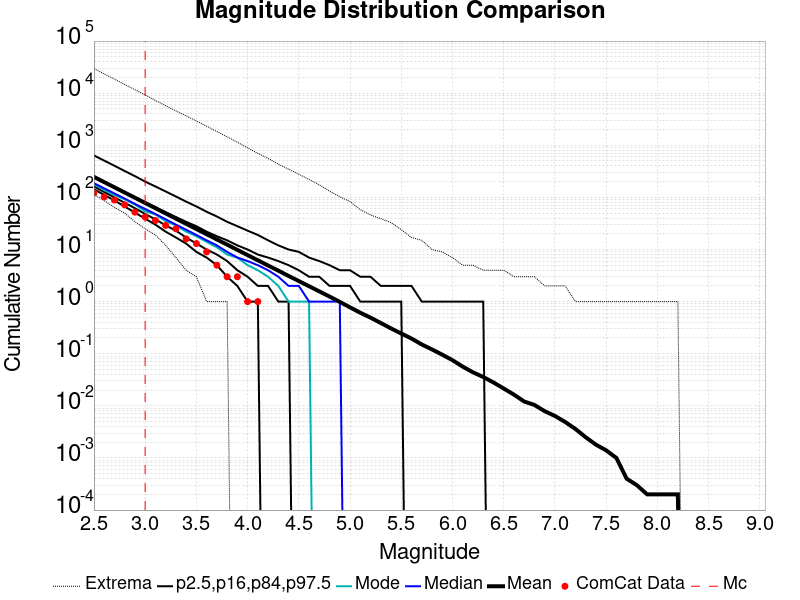 Magnitude Distribution Comparison
10^5
10^4
10^3
10^2
10^1
10^0
10^-1
10^-2
10^-3
10^-4
Cumulative Number
2.5 3.0 3.5 4.0 4.5 5.0 5.5 6.0 6.5 7.0 7.5 8.0 8.5 9.0
Magnitude
Extrema p2.5,p16,p84,p97.5 Mode Median Mean ComCat Data Mc